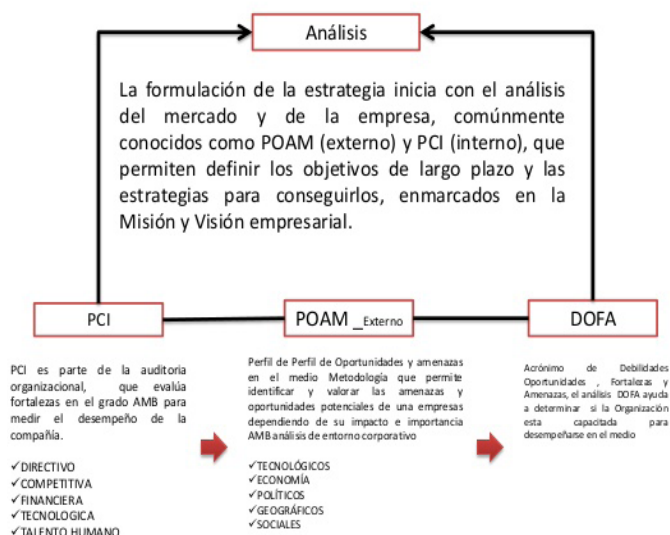 Análisis
La formulación de la estrategia inicia con el análisis
del mercado y de la empresa, comúnmente
conocidos como POAM (externo) y PCI (interno), que
permiten definir los objetivos de largo plazo y las
estrategias para conseguirlos, enmarcados en la
Misión y Visión empresarial.
PCI
POAM _Externo
DOFA
PCI es parte de la auditoria
organizacional, que evalúa
fortalezas en el grado AMB para
medir el desempeño de la
compañía.
✓DIRECTIVO
✓COMPETITIVA
✓FINANCIERA
✓TECNOLOGICA
✓TALENTO HUMANO
Perfil de Perfil de Oportunidades y amenazas
en el medio Metodología que permite
identificar y valorar las amenazas y
oportunidades potenciales de una empresas
dependiendo de su impacto e importancia
AMB análisis de entorno corporativo
✓TECNOLÓGICOS
✓ECONOMÍA
✓POLÍTICOS
✓GEOGRÁFICOS
✓SOCIALES
Acrónimo de Debilidades
Oportunidades , Fortalezas y
Amenazas, el análisis DOFA ayuda
a determinar si la Organización
esta capacitada para
desempeñarse en el medio